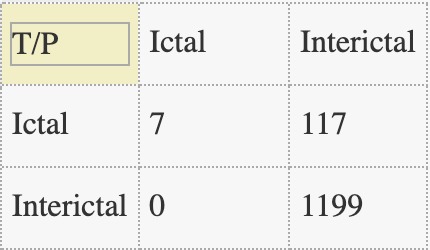 T/P Ictal Interictal
Ictal 7 117
Interictal 0 1199